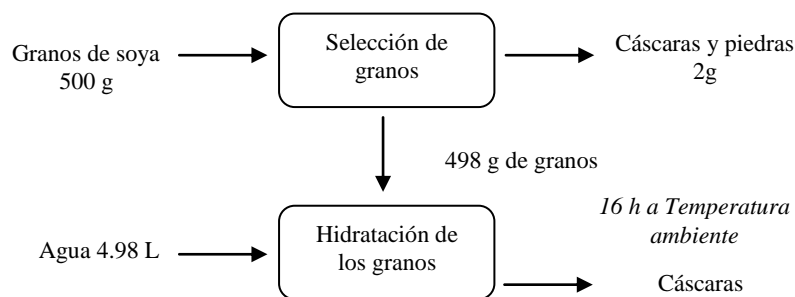 Granos de soya
500 g
Selección de
granos
Cáscaras y piedras
2g
498 g de granos
16 h a Temperatura
ambiente
Agua 4.98 L
Hidratación de
los granos
Cáscaras